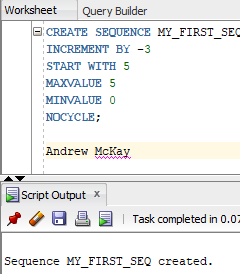 Worksheet Query Builder
CREATE SEQUENCE MY_FIRST_SEQ
INCREMENT BY -3
START WITH 5
MAXVALUE 5
MINVALUE 0
NOCYCLE;
Andrew McKay
Script Output x
Task completed in 0.07
Sequence MY_FIRST_SEQ created.